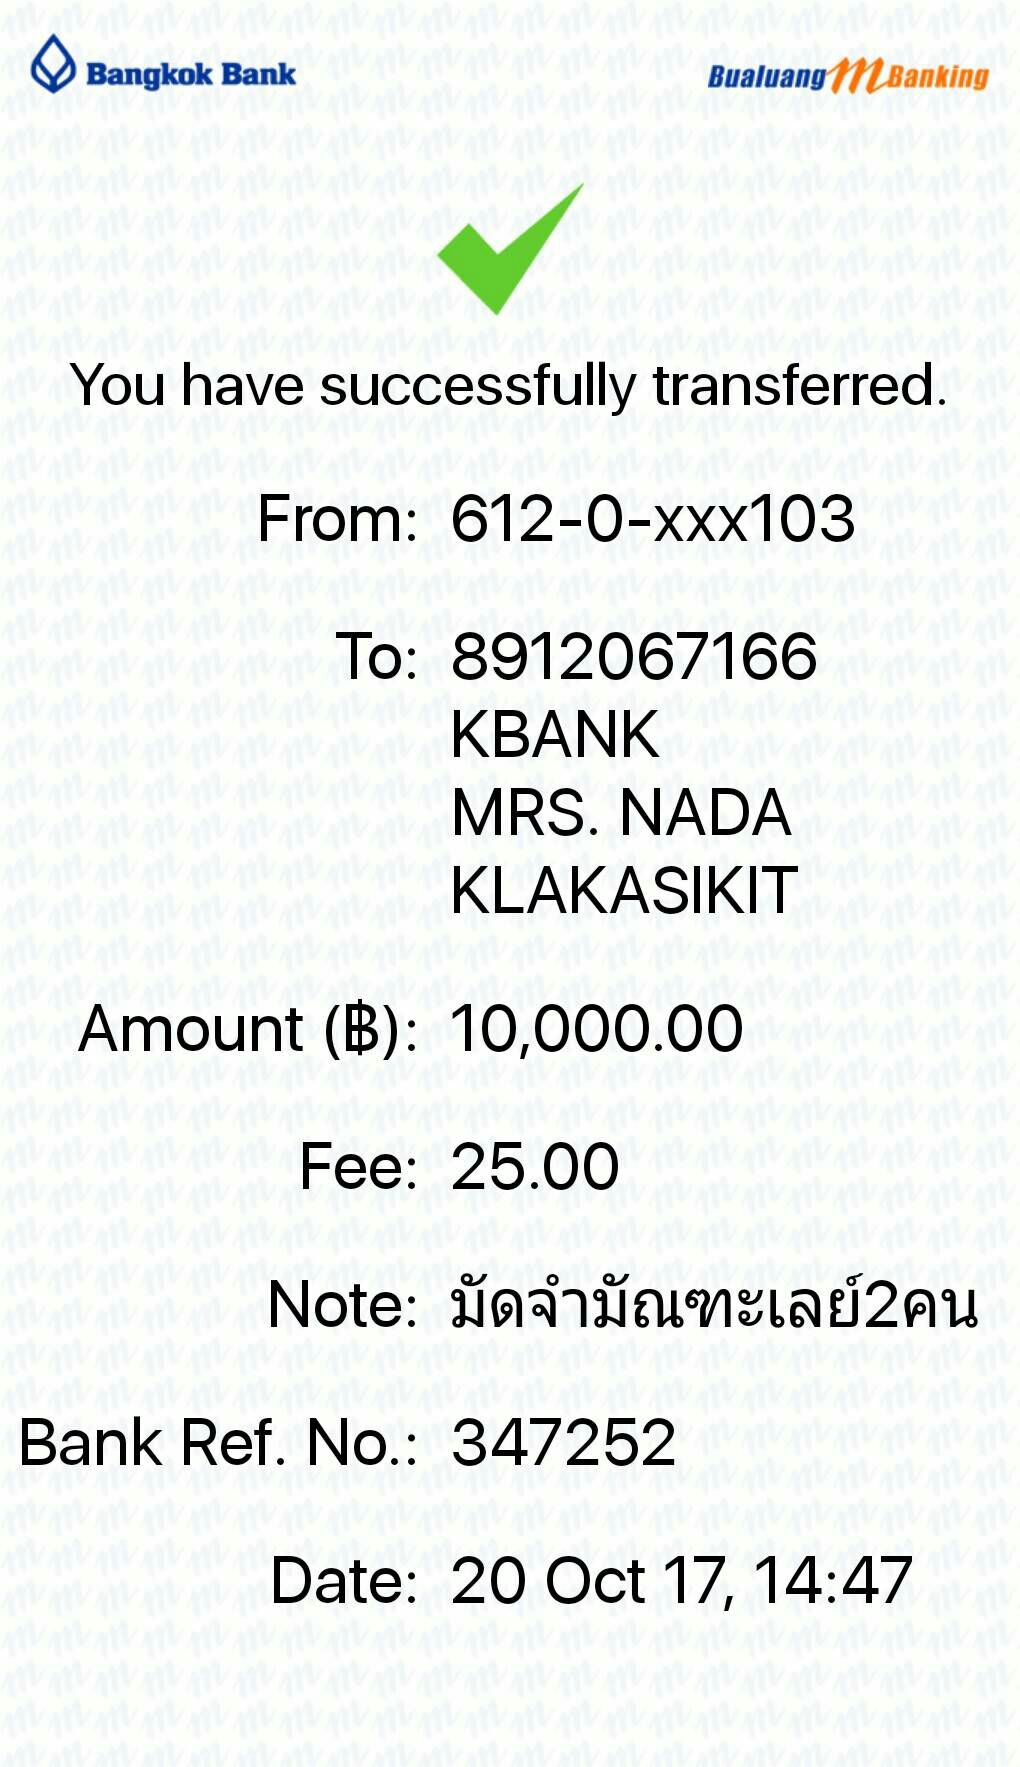 Bangkok Bank
Bualuang mBanking
You have successfully transferred.
From: 612-0-xxx103
To: 8912067166
KBANK
MRS. NADA
KLAKASIKIT
Amount (฿): 10,000.00
Fee: 25.00
Note: มัดจำมัณฑะเลย์2คน
Bank Ref. No.: 347252
Date: 20 Oct 17, 14:47